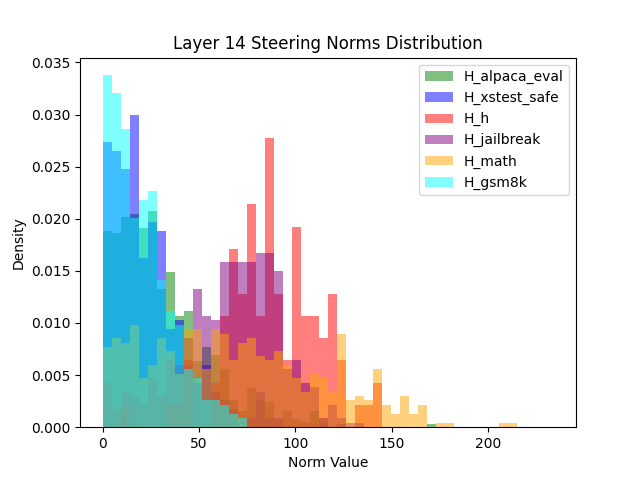 Layer 14 Steering Norms Distribution
0.035
0.030
0.025
0.020
0.015
0.010
0.005
0.000
Density
0
50
100
150
200
Norm Value
H_alpaca_eval
H_xstest_safe
H_h
H_jailbreak
H_math
H_gsm8k